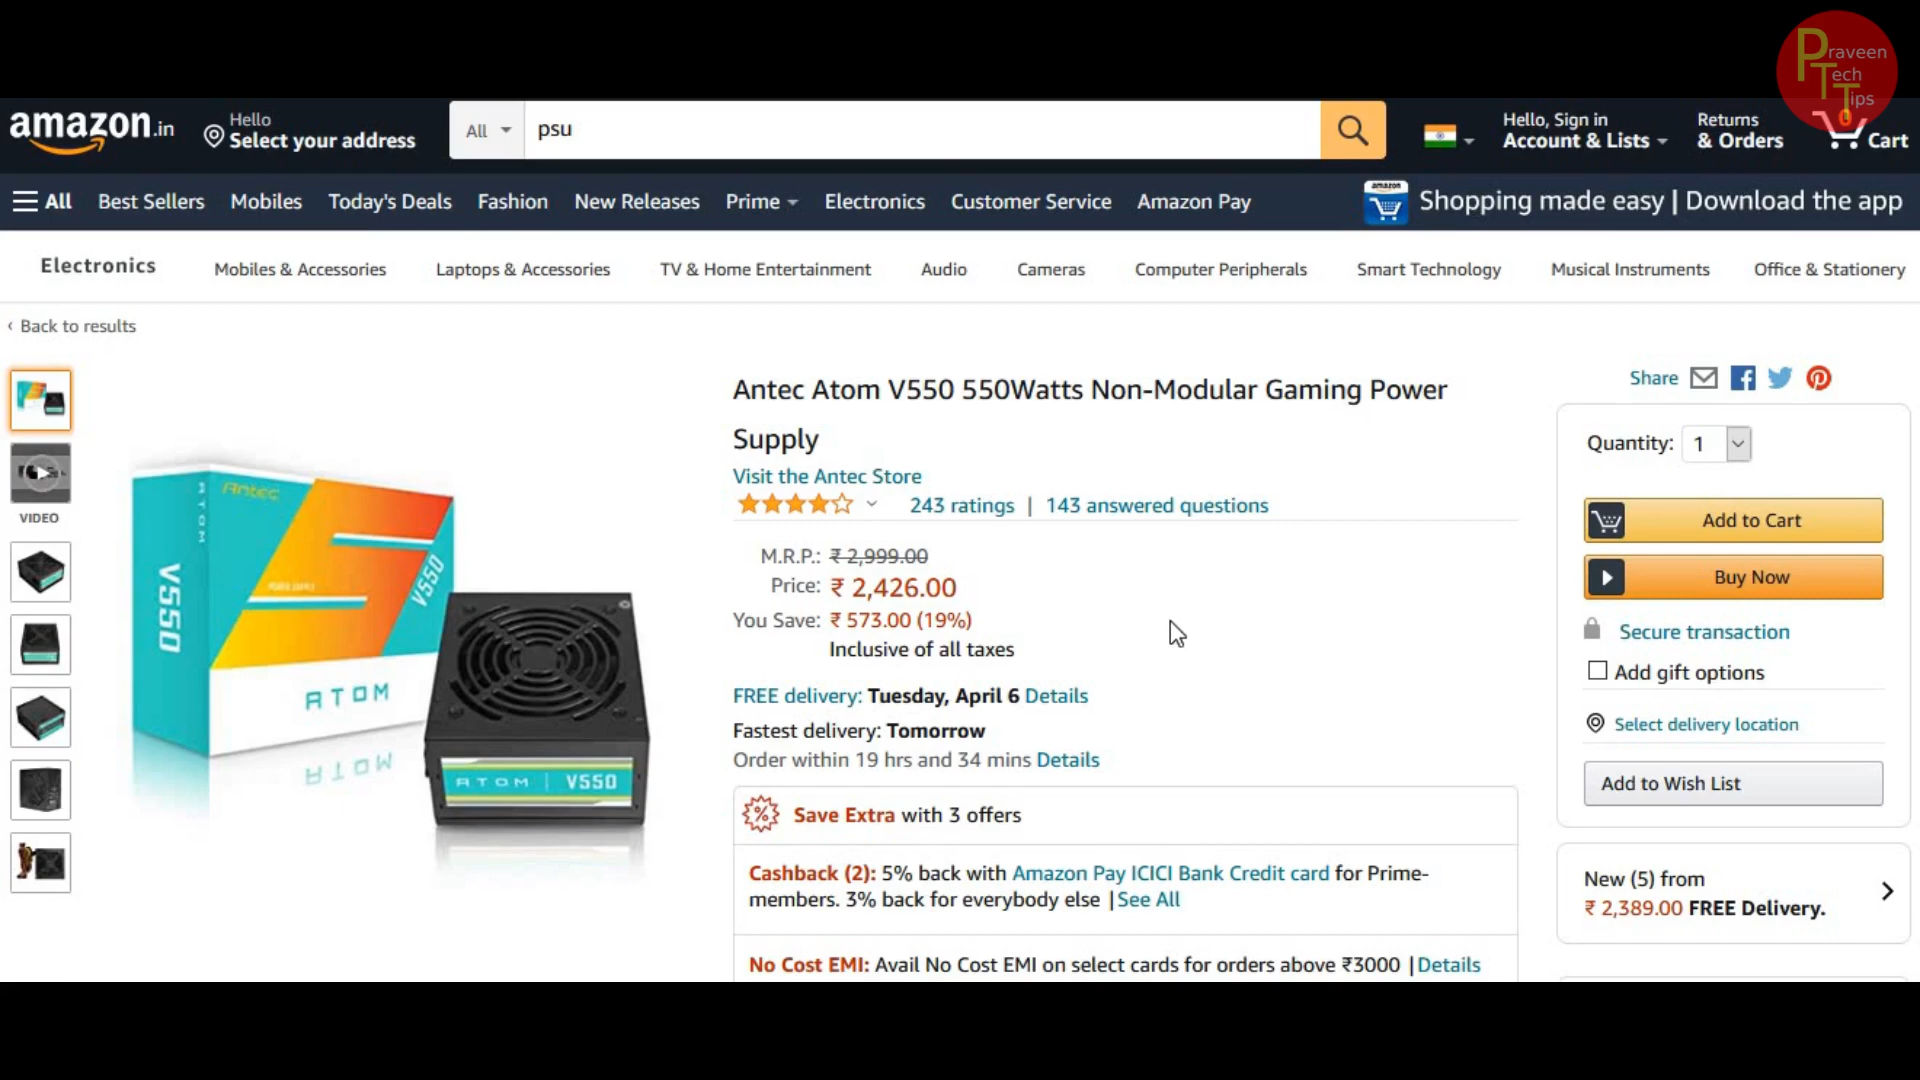 Praveen
Tech
Tips
amazon.in
Hello
Select your address
All
psu
Hello, Sign in
Account & Lists
Returns
& Orders
0
Cart
All
Best Sellers
Mobiles
Today's Deals
Fashion
New Releases
Prime
Electronics
Customer Service
Amazon Pay
amazon
Shopping made easy | Download the app
Electronics
Mobiles & Accessories
Laptops & Accessories
TV & Home Entertainment
Audio
Cameras
Computer Peripherals
Smart Technology
Musical Instruments
Office & Stationery
‹ Back to results
VIDEO
Antec
ATOM
V550
V550
ATOM
ATOM | V550
Antec Atom V550 550Watts Non-Modular Gaming Power
Supply
Visit the Antec Store
243 ratings | 143 answered questions
M.R.P.: ₹ 2,999.00
Price: ₹ 2,426.00
You Save: ₹ 573.00 (19%)
Inclusive of all taxes
FREE delivery: Tuesday, April 6 Details
Fastest delivery: Tomorrow
Order within 19 hrs and 34 mins Details
% Save Extra with 3 offers
Cashback (2): 5% back with Amazon Pay ICICI Bank Credit card for Prime-
members. 3% back for everybody else | See All
No Cost EMI: Avail No Cost EMI on select cards for orders above ₹3000 | Details
Share
Quantity: 1
Add to Cart
Buy Now
Secure transaction
Add gift options
Select delivery location
Add to Wish List
New (5) from
₹ 2,389.00 FREE Delivery.